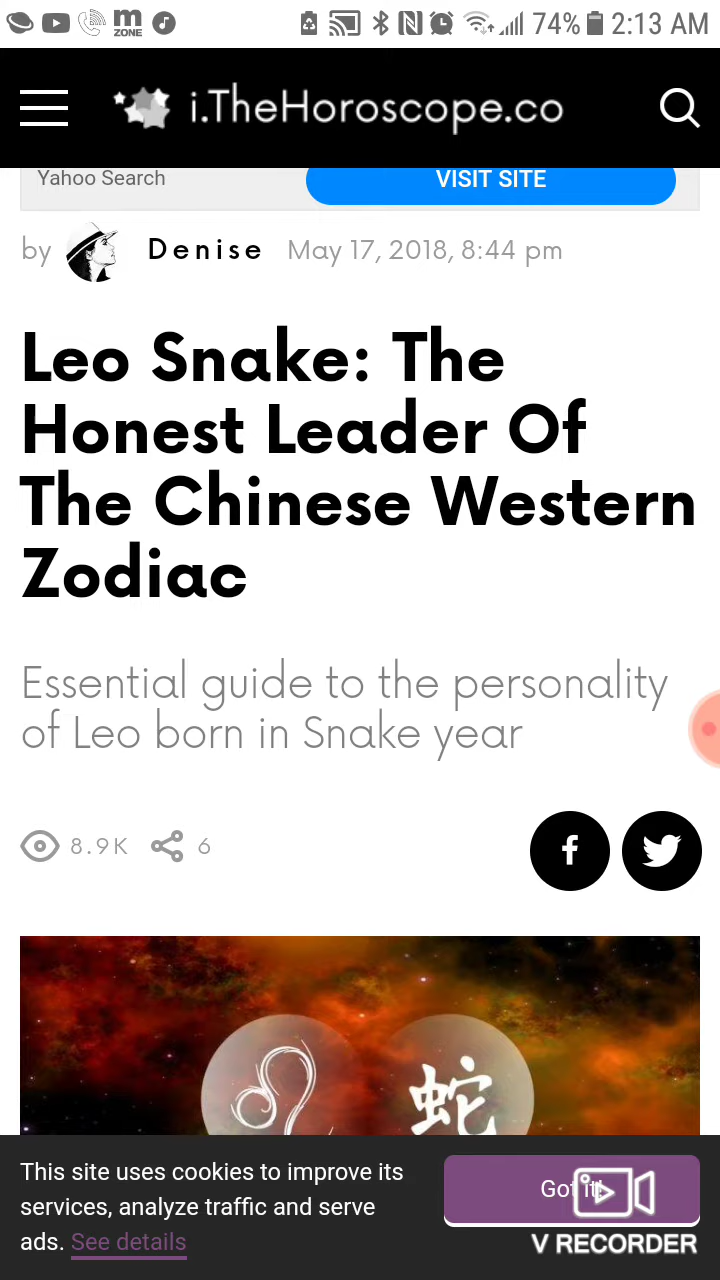 m 74% 2:13 AM
ZONE
i.TheHoroscope.co
Yahoo Search VISIT SITE
by Denise May 17, 2018, 8:44 pm
Leo Snake: The
Honest Leader Of
The Chinese Western
Zodiac
Essential guide to the personality
of Leo born in Snake year
8.9K 6
蛇
This site uses cookies to improve its
services, analyze traffic and serve
ads. See details
Got it!
V RECORDER